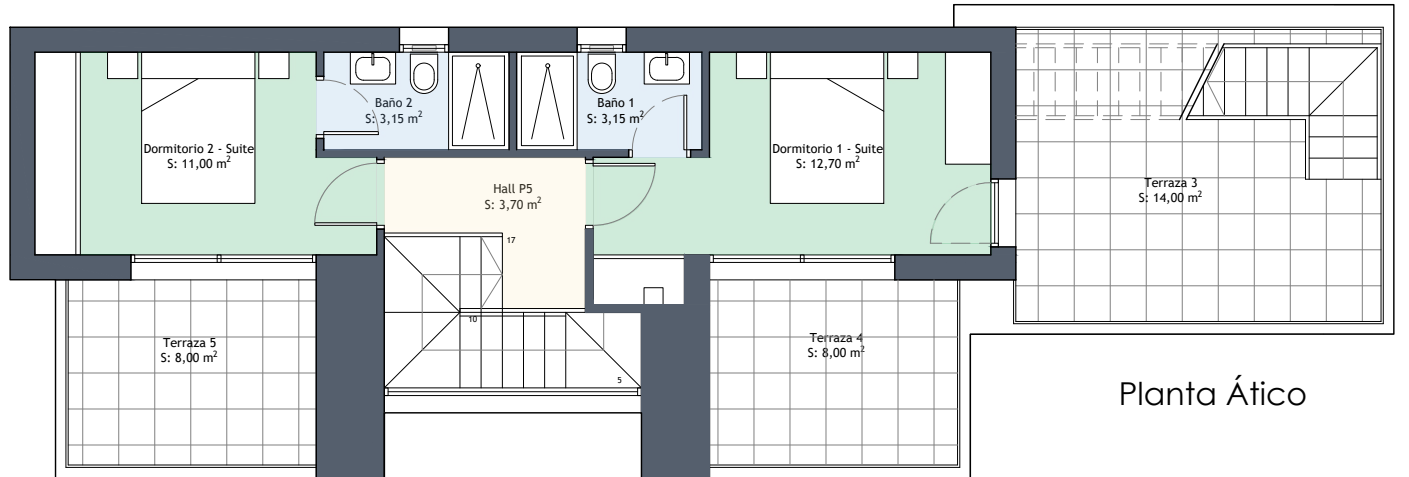 Baño 2
S: 3,15 m²
Baño 1
S: 3,15 m²
Dormitorio 2 - Suite
S: 11,00 m²
Dormitorio 1 - Suite
S: 12,70 m²
Hall P5
S: 3,70 m²
Terraza 3
S: 14,00 m²
17
10
5
Terraza 5
S: 8,00 m²
Terraza 4
S: 8,00 m²
Planta Ático